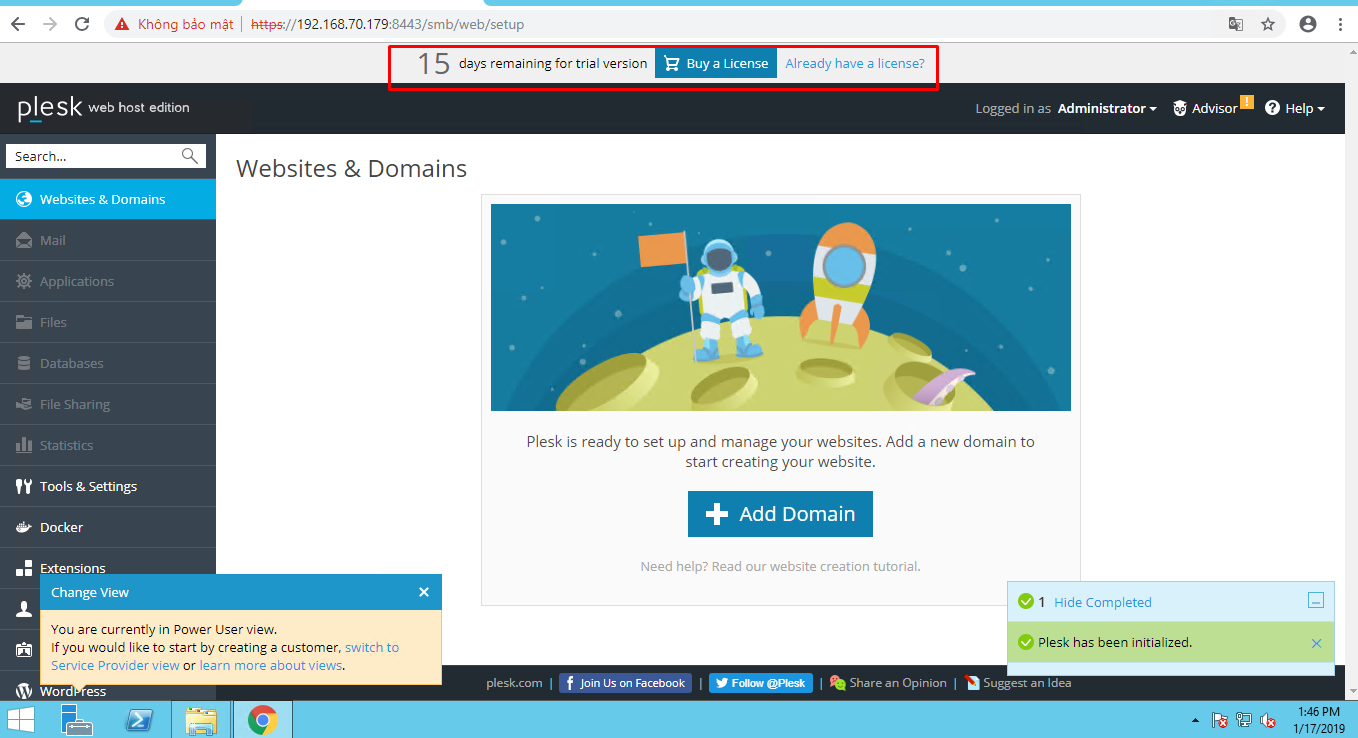 Không bảo mật | https://192.168.70.179:8443/smb/web/setup
15 days remaining for trial version Buy a License Already have a license?
plesk web host edition
Logged in as Administrator Advisor ! Help
Search...
Websites & Domains
Mail
Applications
Files
Databases
File Sharing
Statistics
Tools & Settings
Docker
Extensions
WordPress
Websites & Domains
Plesk is ready to set up and manage your websites. Add a new domain to
start creating your website.
Add Domain
Need help? Read our website creation tutorial.
Change View
You are currently in Power User view.
If you would like to start by creating a customer, switch to
Service Provider view or learn more about views.
1 Hide Completed
Plesk has been initialized.
plesk.com | Join Us on Facebook | Follow @Plesk | Share an Opinion | Suggest an Idea
1:46 PM
1/17/2019